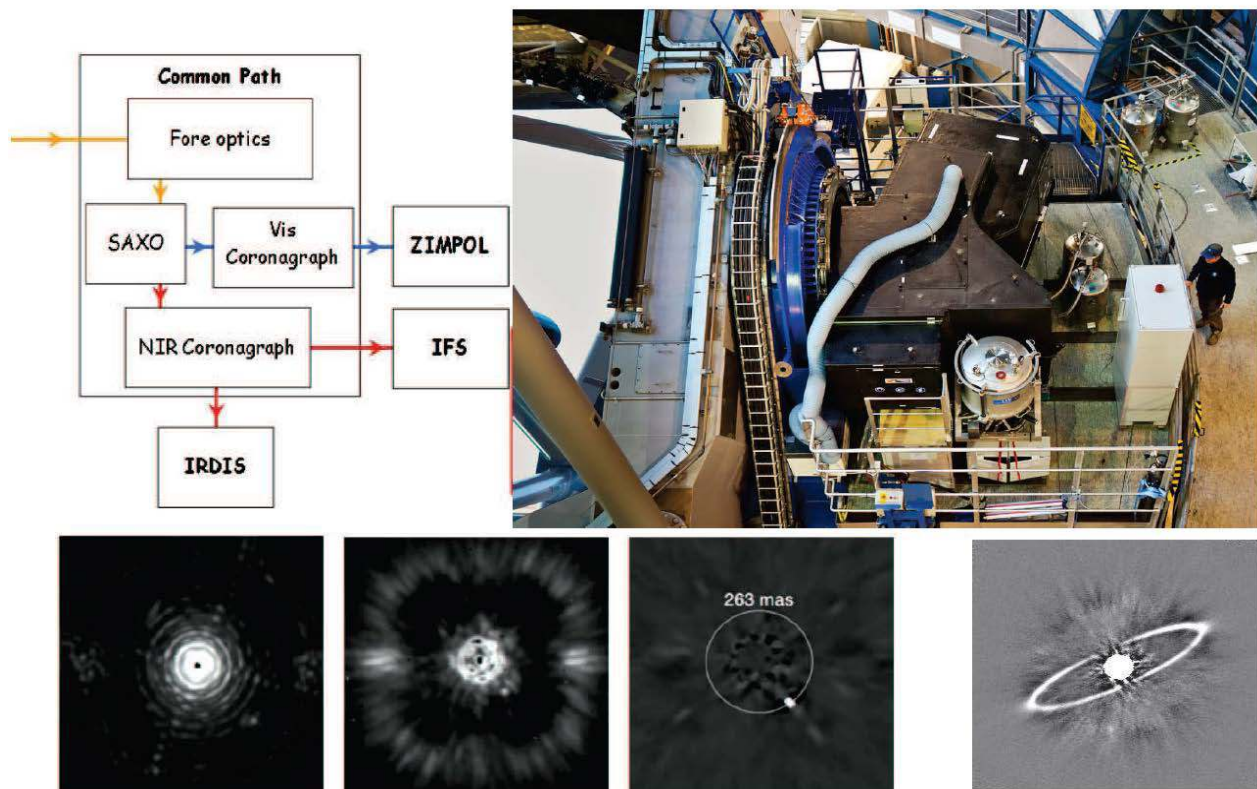 Common Path
Fore optics
SAXO
Vis
Coronagraph
ZIMPOL
NIR Coronagraph
IFS
IRDIS
263 mas